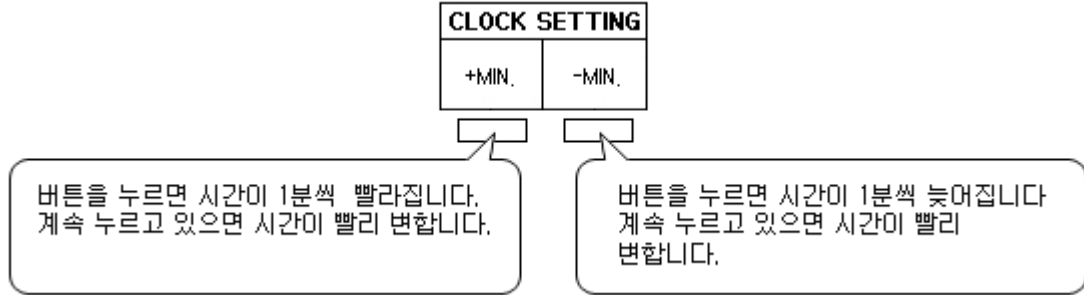 CLOCK SETTING
+MIN.
-MIN.
버튼을 누르면 시간이 1분씩 빨라집니다.
계속 누르고 있으면 시간이 빨리 변합니다.
버튼을 누르면 시간이 1분씩 늦어집니다
계속 누르고 있으면 시간이 빨리
변합니다.